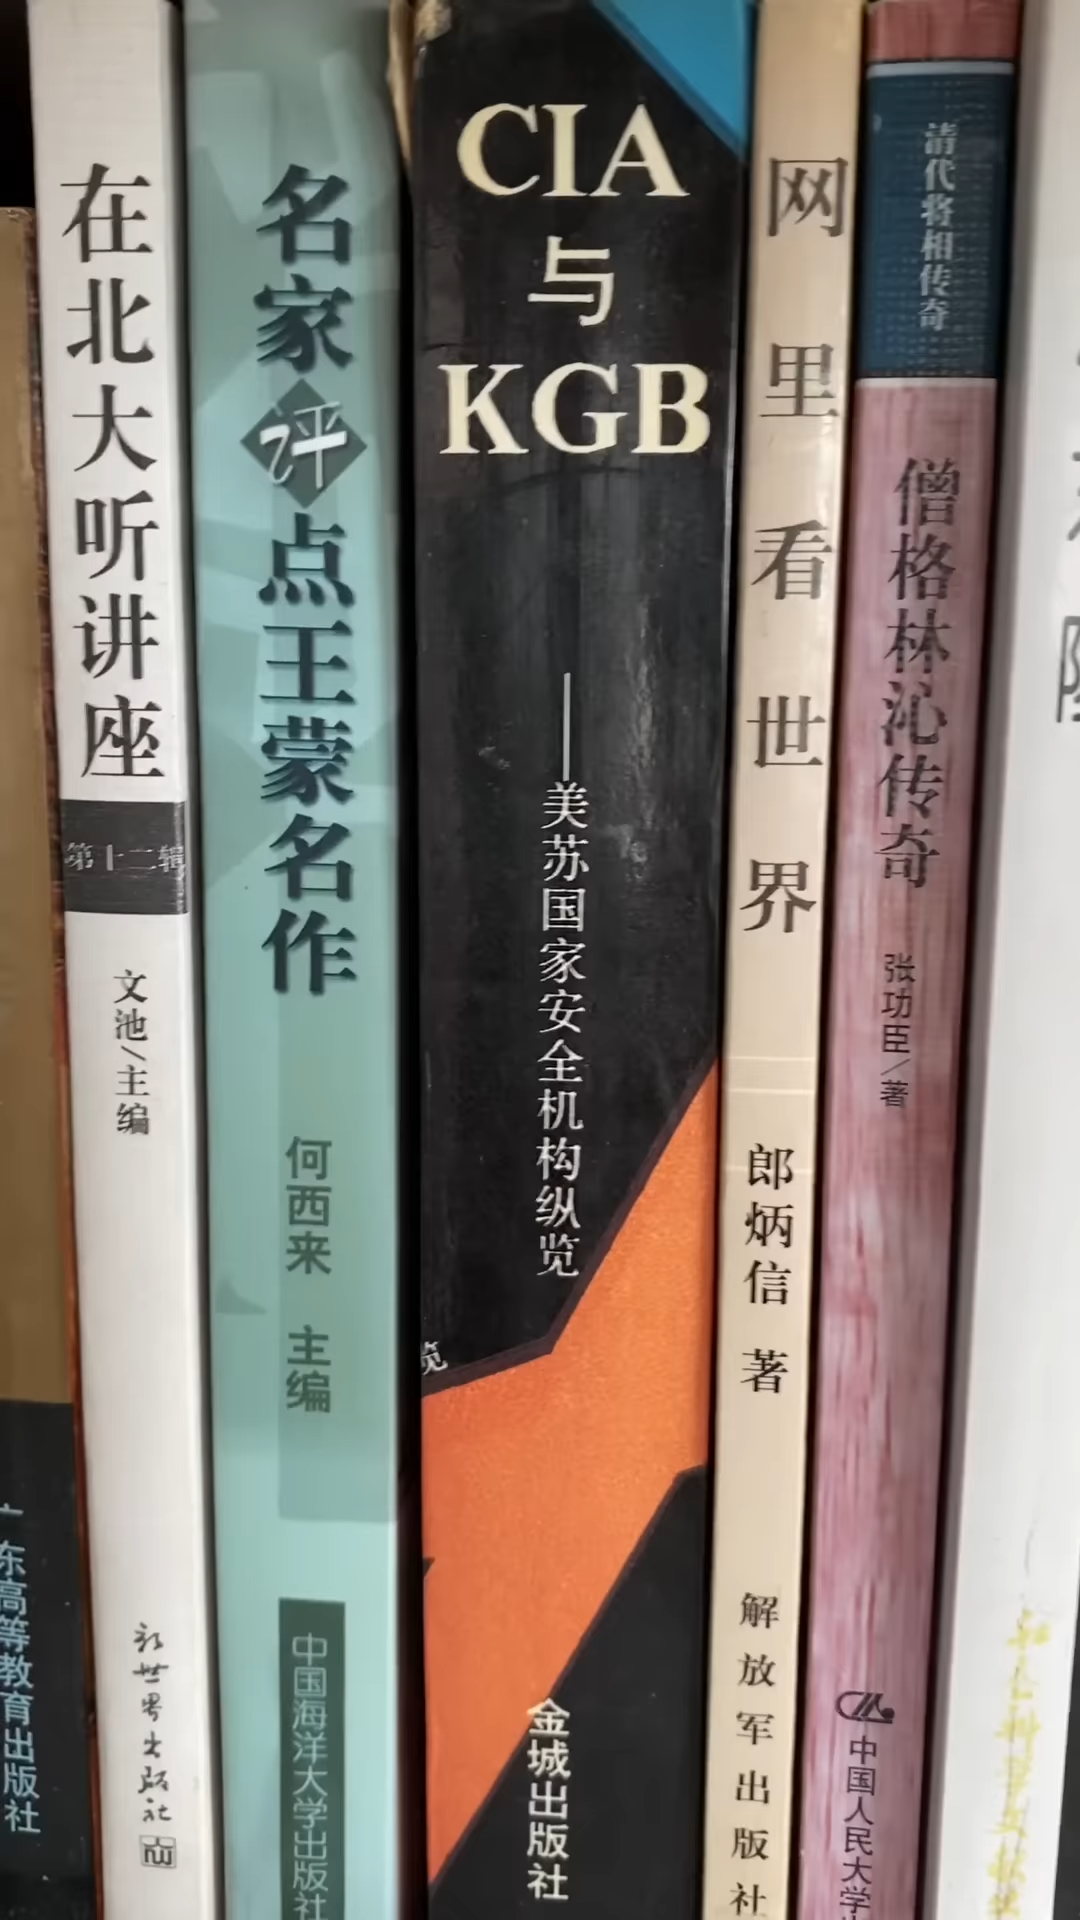 东高等教育出版社
在北大听讲座
第十二辑
文池/主编
新世界出版社
名家评点王蒙名作
何西来 主编
中国海洋大学出版社
CIA
与
KGB
——美苏国家安全机构纵览
览
金城出版社
网里看世界
郎炳信 著
解放军出版社
清代将相传奇
僧格林沁传奇
张功臣/著
中国人民大学